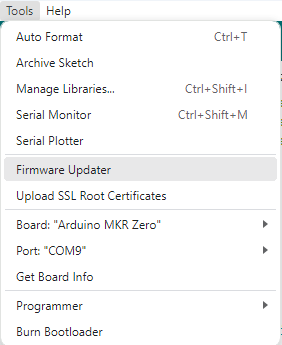 Tools Help
Auto Format Ctrl+T
Archive Sketch
Manage Libraries... Ctrl+Shift+I
Serial Monitor Ctrl+Shift+M
Serial Plotter
Firmware Updater
Upload SSL Root Certificates
Board: "Arduino MKR Zero"
Port: "COM9"
Get Board Info
Programmer
Burn Bootloader